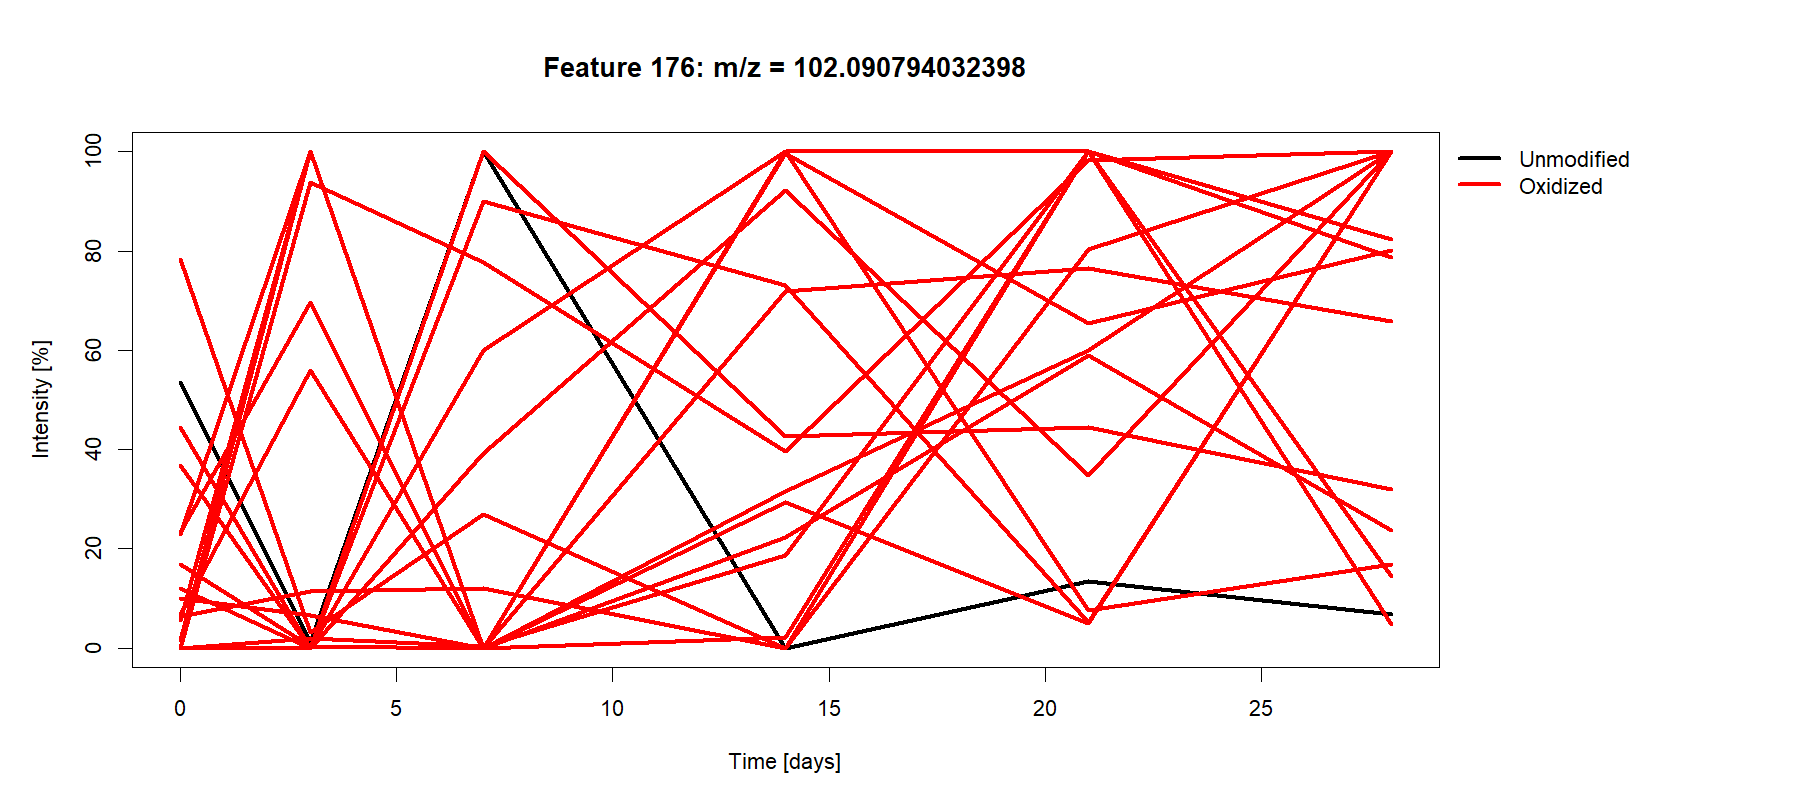 Feature 176: m/z = 102.090794032398
100
80
60
40
20
0
Intensity [%]
0 5 10 15 20 25
Time [days]
Unmodified
Oxidized